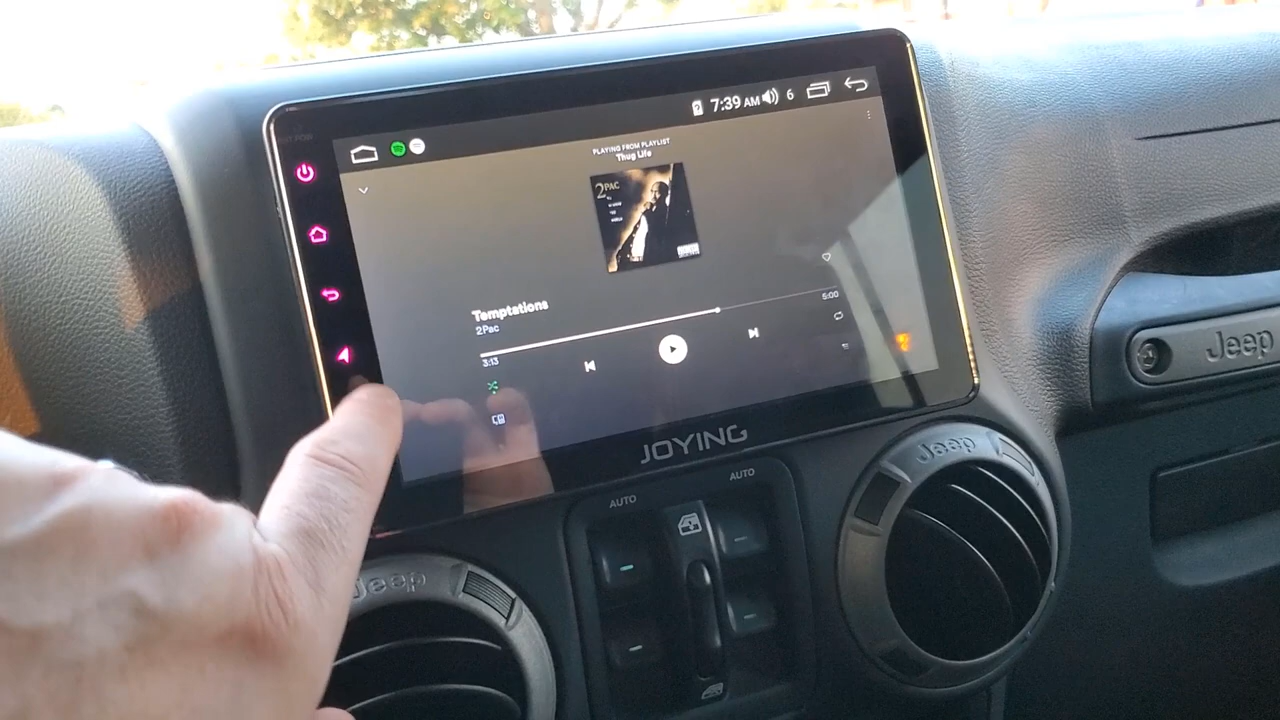 7:39 AM 6
PLAYING FROM PLAYLIST
Thug Life
2PAC
Temptations
2Pac
5:00
3:13
JOYING
AUTO
AUTO
Jeep
Jeep
Jeep